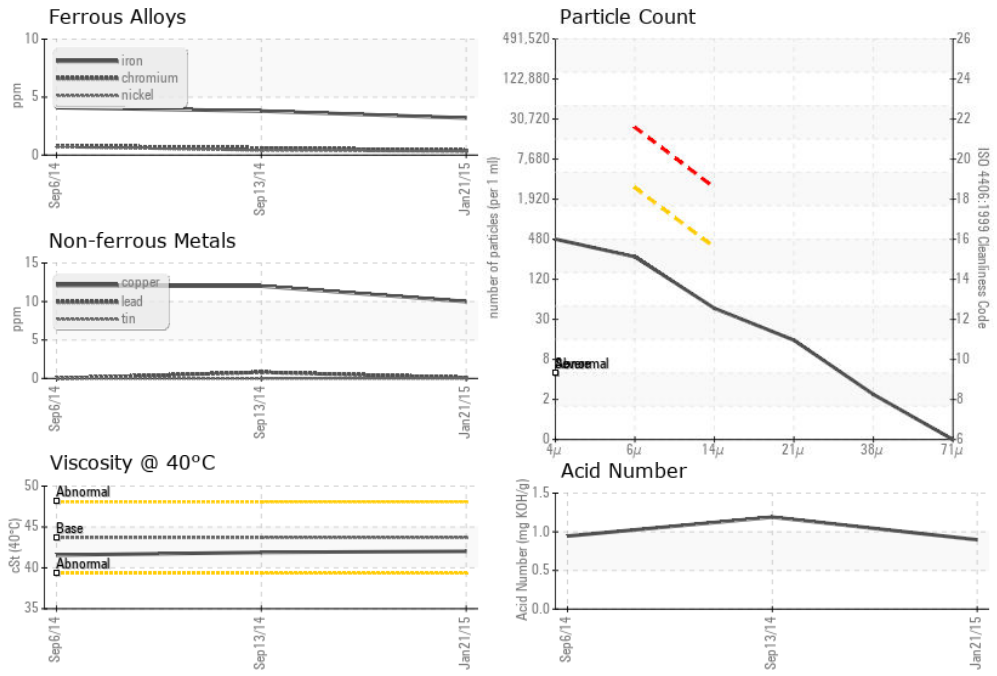 Ferrous Alloys
10
5
0
ppm
iron
chromium
nickel
Sep6/14
Sep13/14
Jan21/15
Non-ferrous Metals
15
10
5
0
ppm
copper
lead
tin
Sep6/14
Sep13/14
Jan21/15
Viscosity @ 40°C
50
45
40
35
cSt (40°C)
Abnormal
Base
Abnormal
Sep6/14
Sep13/14
Jan21/15
Particle Count
491,520
122,880
30,720
7,680
1,920
480
120
30
8
2
0
number of particles (per 1 ml)
Abnormal
26
24
22
20
18
16
14
12
10
8
6
ISO 4406:1999 Cleanliness Code
4µ
6µ
14µ
21µ
38µ
71µ
Acid Number
1.5
1.0
0.5
0.0
Acid Number (mg KOH/g)
Sep6/14
Sep13/14
Jan21/15